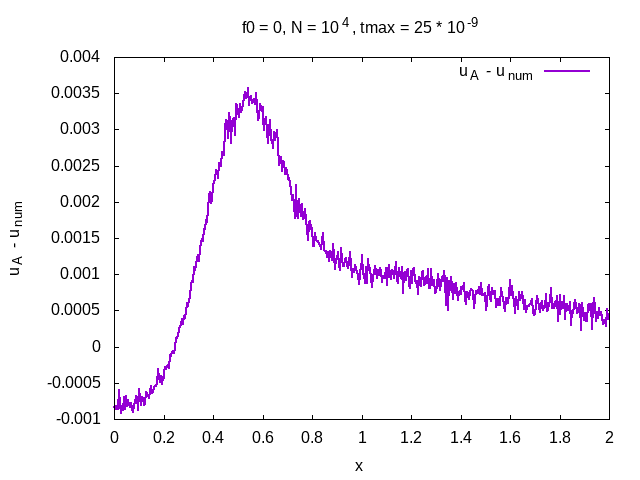 f0 = 0, N = 10^4, tmax = 25 * 10^-9
u_A - u_num
0.004
0.0035
0.003
0.0025
0.002
0.0015
0.001
0.0005
0
-0.0005
-0.001
u_A - u_num
0 0.2 0.4 0.6 0.8 1 1.2 1.4 1.6 1.8 2
x